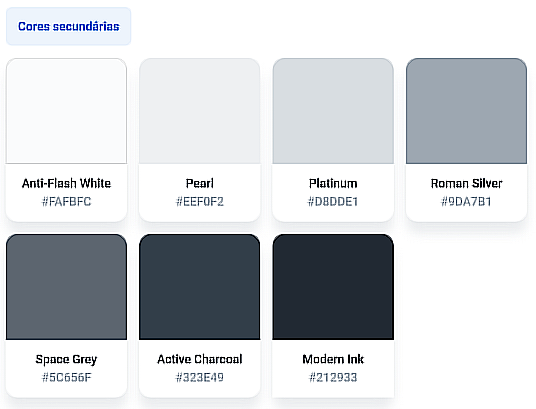 Cores secundárias
Anti-Flash White
#FAFBFC
Pearl
#EEF0F2
Platinum
#D8DDE1
Roman Silver
#9DA7B1
Space Grey
#5C656F
Active Charcoal
#323E49
Modern Ink
#212933